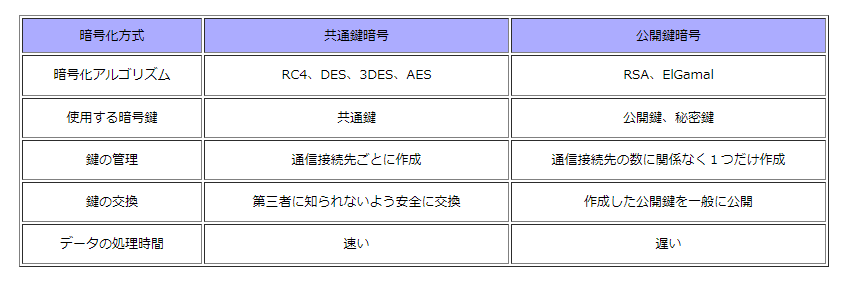 暗号化方式 共通鍵暗号 公開鍵暗号
暗号化アルゴリズム RC4、DES、3DES、AES RSA、ElGamal
使用する暗号鍵 共通鍵 公開鍵、秘密鍵
鍵の管理 通信接続先ごとに作成 通信接続先の数に関係なく１つだけ作成
鍵の交換 第三者に知られないよう安全に交換 作成した公開鍵を一般に公開
データの処理時間 速い 遅い